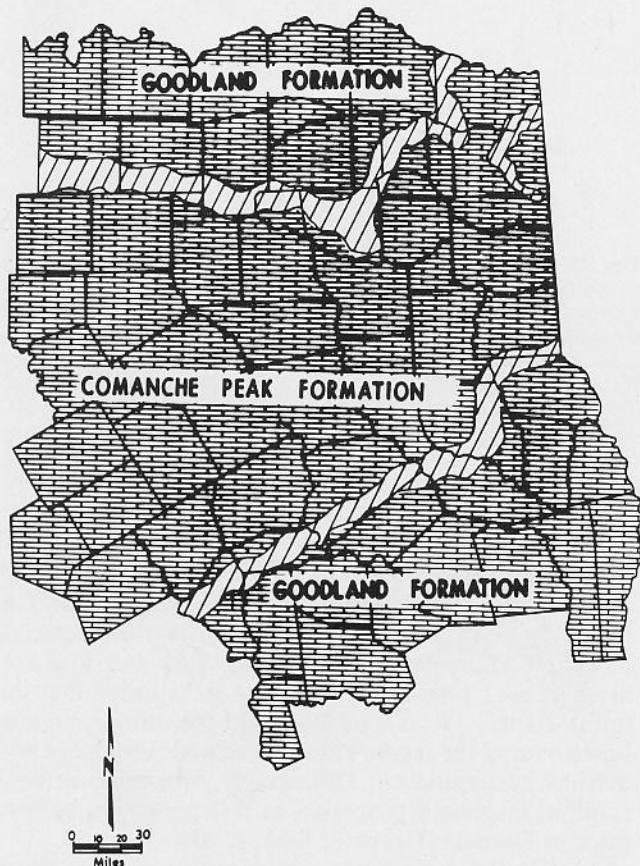 GOODLAND FORMATION
COMANCHE PEAK FORMATION
GOODLAND FORMATION
N
0 10 20 30
Miles